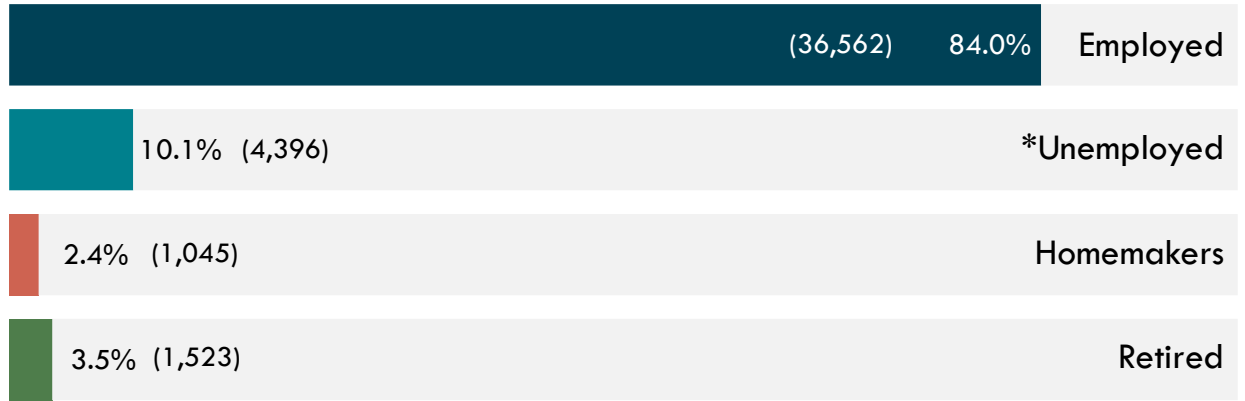 (36,562) 84.0% Employed
10.1% (4,396) *Unemployed
2.4% (1,045) Homemakers
3.5% (1,523) Retired